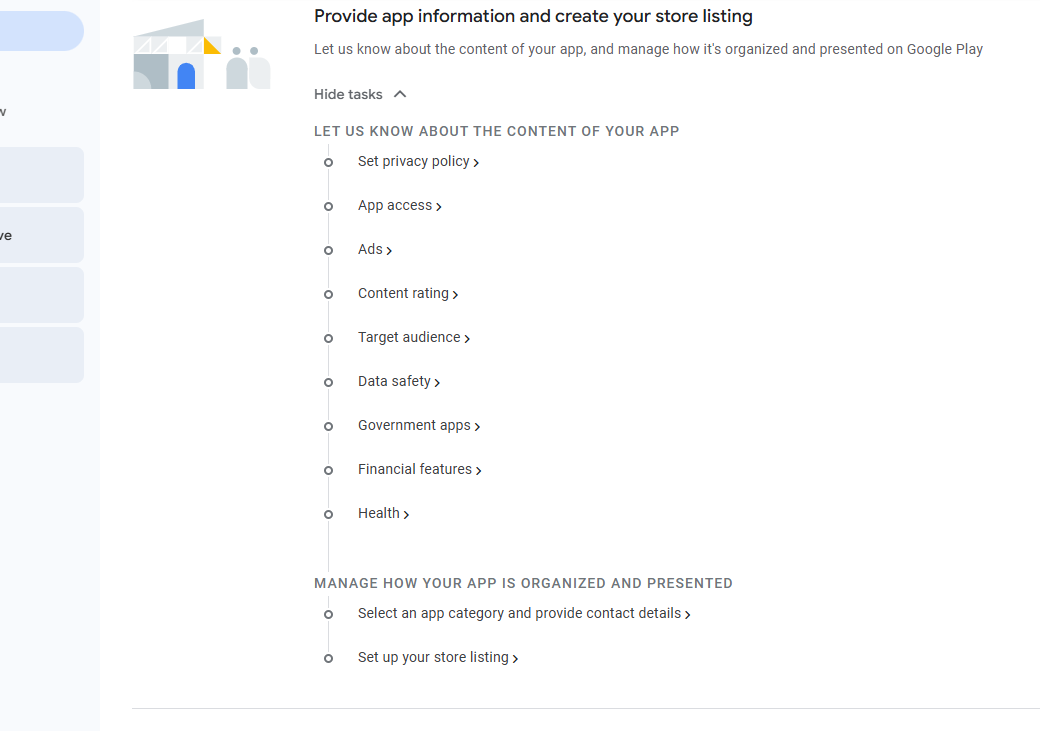 Provide app information and create your store listing
Let us know about the content of your app, and manage how it's organized and presented on Google Play
Hide tasks
LET US KNOW ABOUT THE CONTENT OF YOUR APP
Set privacy policy
App access
Ads
Content rating
Target audience
Data safety
Government apps
Financial features
Health
MANAGE HOW YOUR APP IS ORGANIZED AND PRESENTED
Select an app category and provide contact details
Set up your store listing